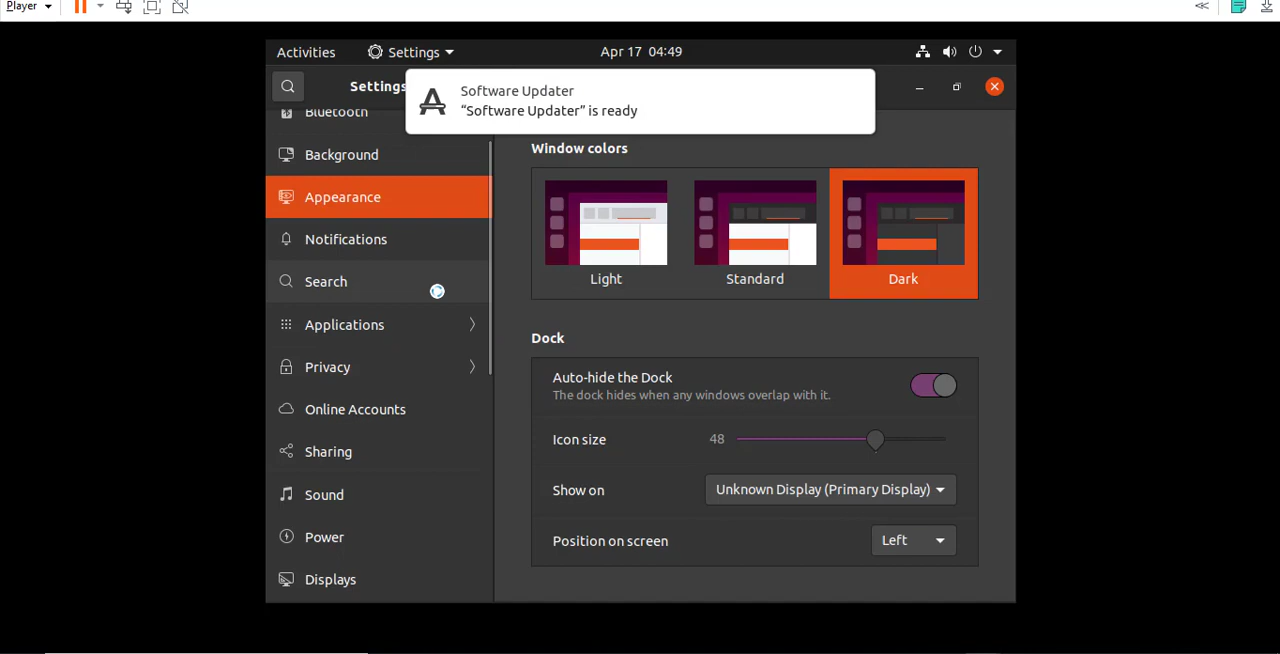 Player
Activities
Settings
Apr 17 04:49
Settings
Software Updater
“Software Updater” is ready
Bluetooth
Background
Appearance
Notifications
Search
Applications
Privacy
Online Accounts
Sharing
Sound
Power
Displays
Window colors
Light
Standard
Dark
Dock
Auto-hide the Dock
The dock hides when any windows overlap with it.
Icon size
48
Show on
Unknown Display (Primary Display)
Position on screen
Left